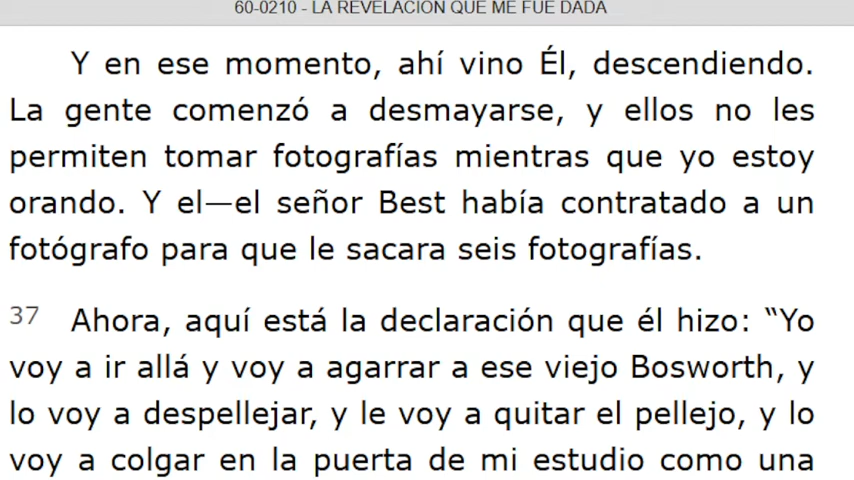 60-0210 - LA REVELACION QUE ME FUE DADA
Y en ese momento, ahí vino Él, descendiendo.
La gente comenzó a desmayarse, y ellos no les
permiten tomar fotografías mientras que yo estoy
orando. Y el—el señor Best había contratado a un
fotógrafo para que le sacara seis fotografías.
37 Ahora, aquí está la declaración que él hizo: “Yo
voy a ir allá y voy a agarrar a ese viejo Bosworth, y
lo voy a despellejar, y le voy a quitar el pellejo, y lo
voy a colgar en la puerta de mi estudio como una